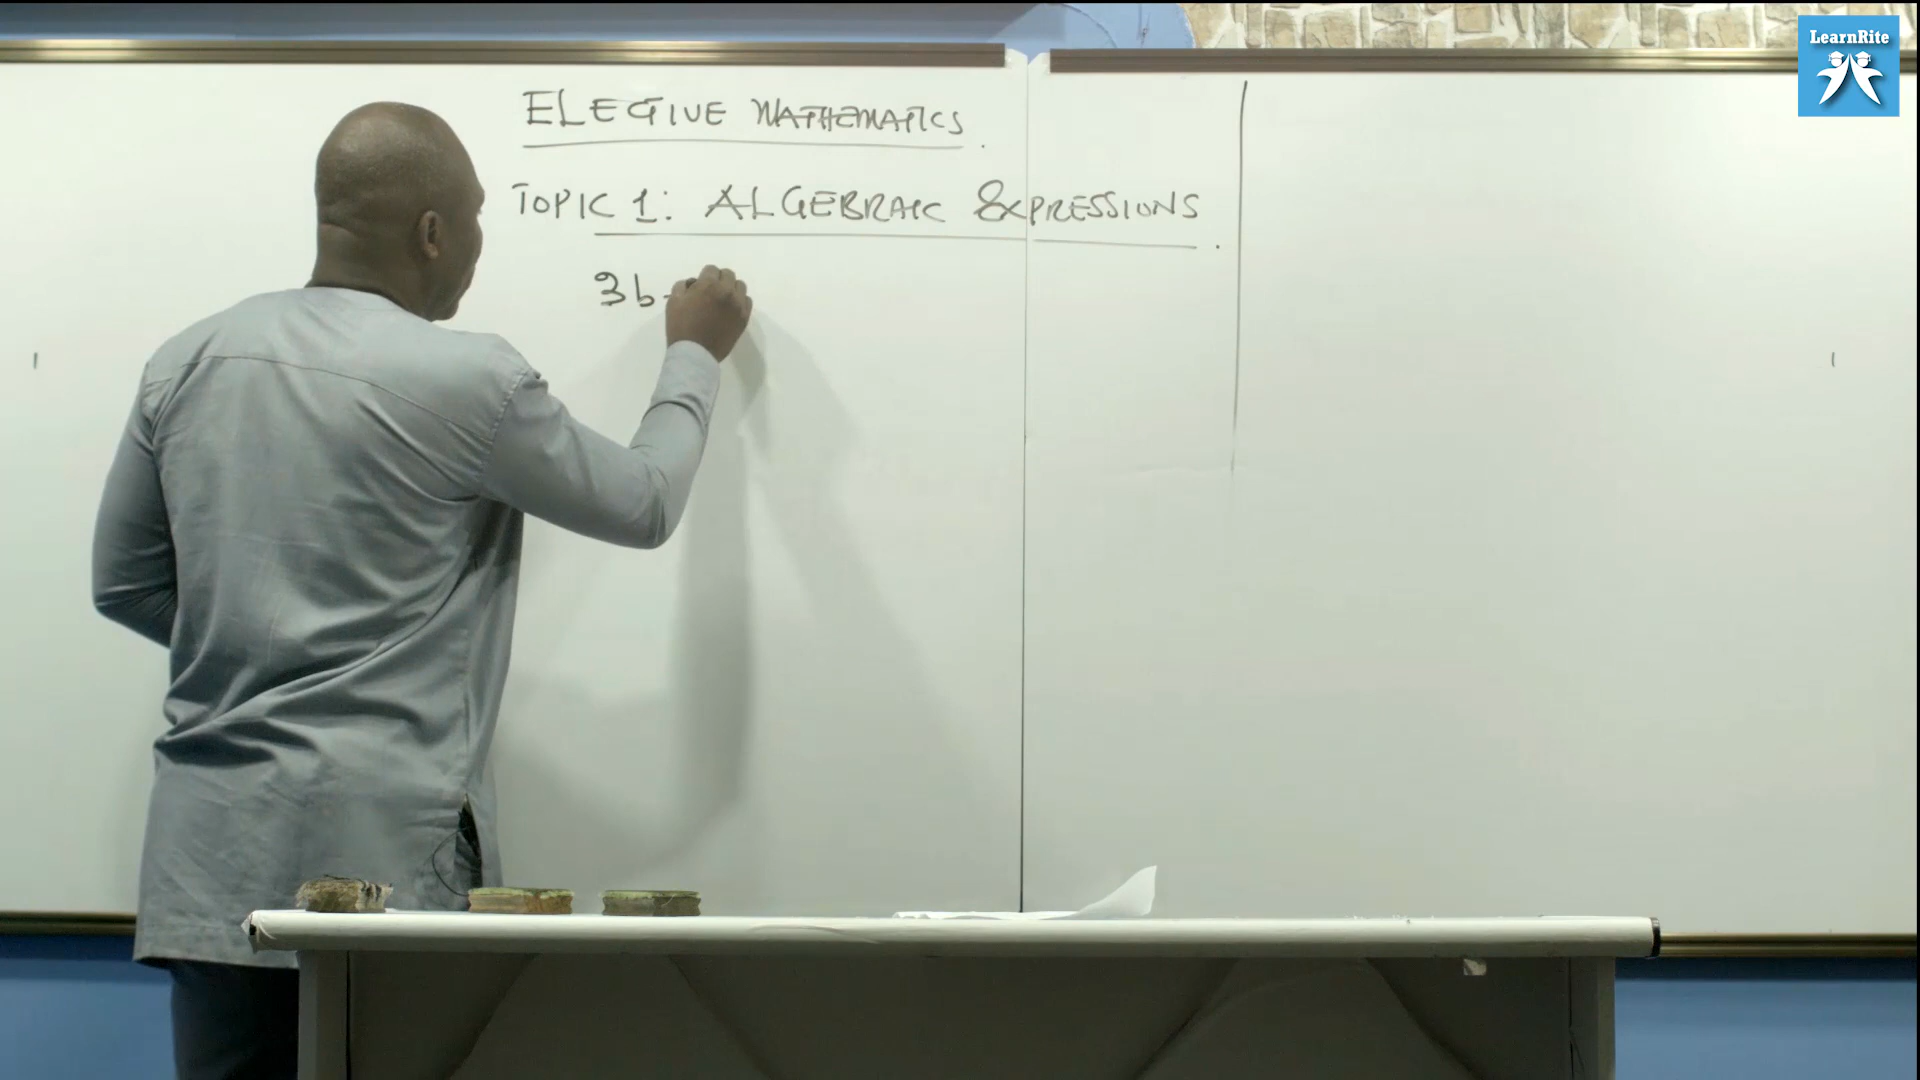 LearnRite
ELECTIVE MATHEMATICS.
TOPIC 1: ALGEBRAIC EXPRESSIONS.
3b